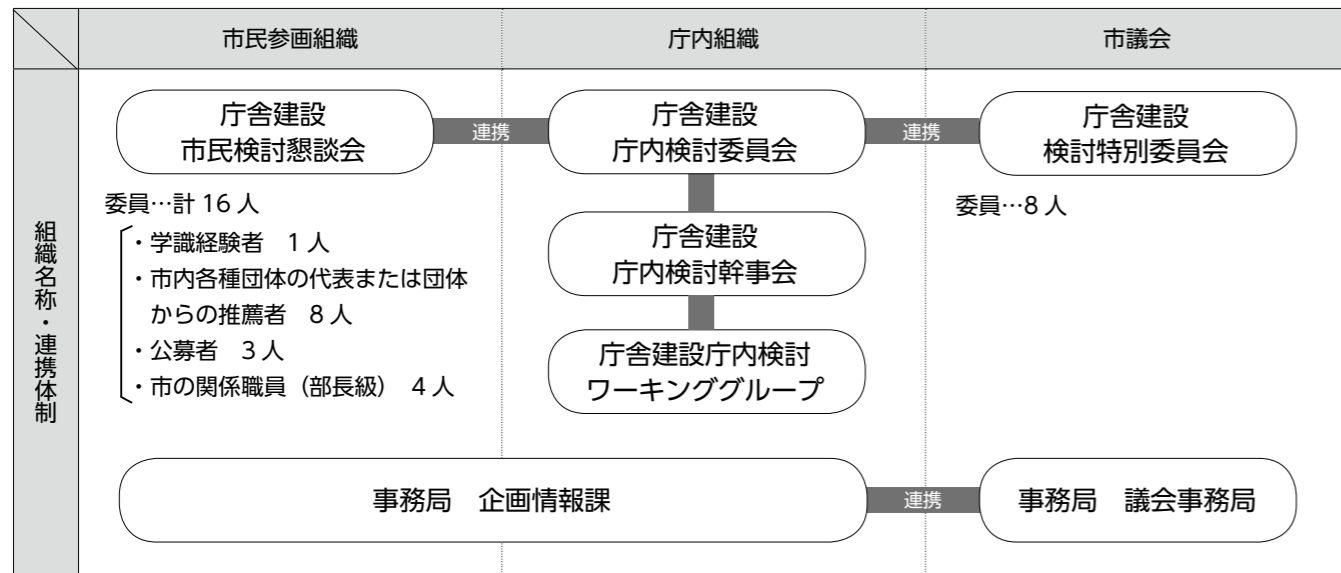 市民参画組織
庁内組織
市議会
組織名称・連携体制
庁舎建設
市民検討懇談会
連携
庁舎建設
庁内検討委員会
連携
庁舎建設
検討特別委員会
委員…計 16 人
・学識経験者　1 人
・市内各種団体の代表または団体
からの推薦者　8 人
・公募者　3 人
・市の関係職員（部長級）　4 人
庁舎建設
庁内検討幹事会
庁舎建設庁内検討
ワーキンググループ
委員…8 人
事務局　企画情報課
連携
事務局　議会事務局